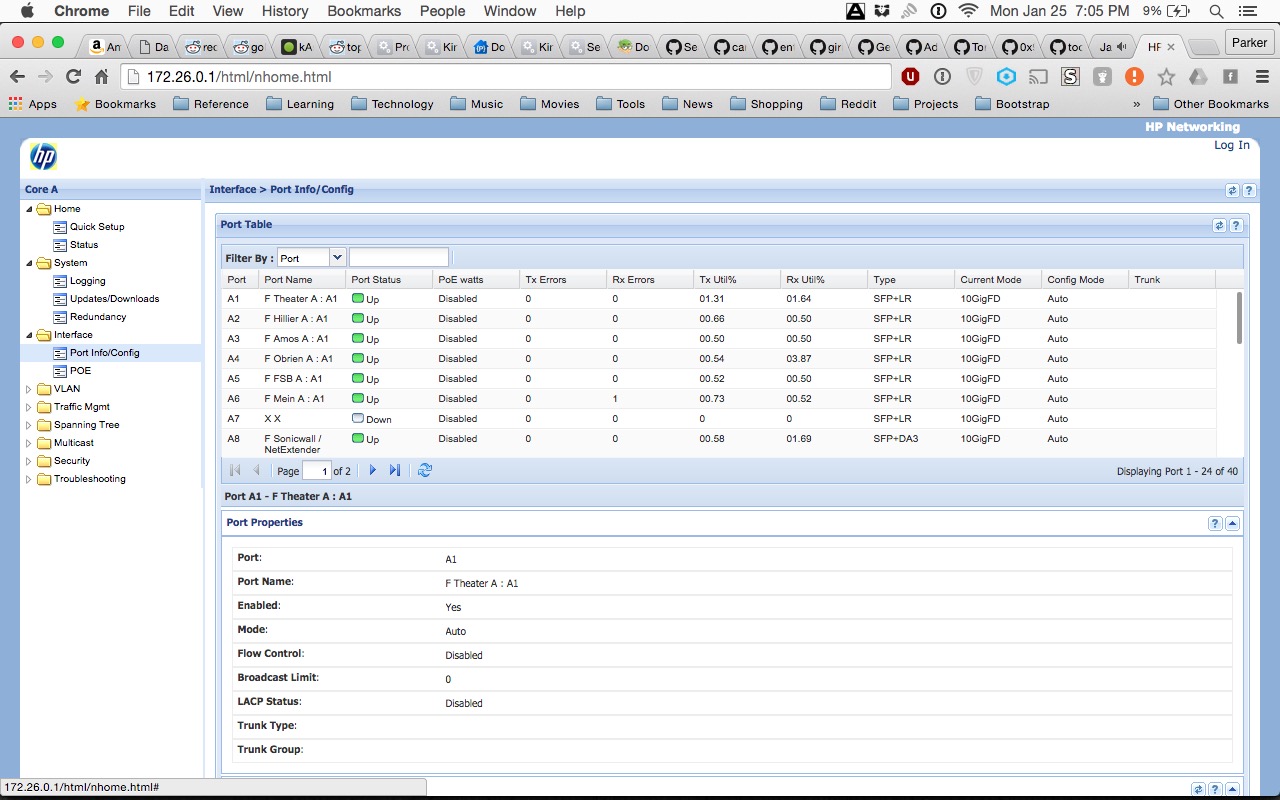 Chrome File Edit View History Bookmarks People Window Help Mon Jan 25 7:05 PM 9%
An Da rec go kA top Pro Kir Do Kir Se Do Se ca en gir Ge Ad To 0x too Ja HF Parker
172.26.0.1/html/nhome.html
Apps Bookmarks Reference Learning Technology Music Movies Tools News Shopping Reddit Projects Bootstrap » Other Bookmarks
HP Networking
hp
Log In
Core A
Home
Quick Setup
Status
System
Logging
Updates/Downloads
Redundancy
Interface
Port Info/Config
POE
VLAN
Traffic Mgmt
Spanning Tree
Multicast
Security
Troubleshooting
Interface > Port Info/Config
Port Table
Filter By : Port
Port Port Name Port Status PoE watts Tx Errors Rx Errors Tx Util% Rx Util% Type Current Mode Config Mode Trunk
A1 F Theater A : A1 Up Disabled 0 0 01.31 01.64 SFP+LR 10GigFD Auto
A2 F Hillier A : A1 Up Disabled 0 0 00.66 00.50 SFP+LR 10GigFD Auto
A3 F Amos A : A1 Up Disabled 0 0 00.50 00.50 SFP+LR 10GigFD Auto
A4 F Obrien A : A1 Up Disabled 0 0 00.54 03.87 SFP+LR 10GigFD Auto
A5 F FSB A : A1 Up Disabled 0 0 00.52 00.50 SFP+LR 10GigFD Auto
A6 F Mein A : A1 Up Disabled 0 1 00.73 00.52 SFP+LR 10GigFD Auto
A7 X X Down Disabled 0 0 0 0 SFP+LR 10GigFD Auto
A8 F Sonicwall / NetExtender Up Disabled 0 0 00.58 01.69 SFP+DA3 10GigFD Auto
Page 1 of 2 Displaying Port 1 - 24 of 40
Port A1 - F Theater A : A1
Port Properties
Port: A1
Port Name: F Theater A : A1
Enabled: Yes
Mode: Auto
Flow Control: Disabled
Broadcast Limit: 0
LACP Status: Disabled
Trunk Type:
Trunk Group:
172.26.0.1/html/nhome.html#